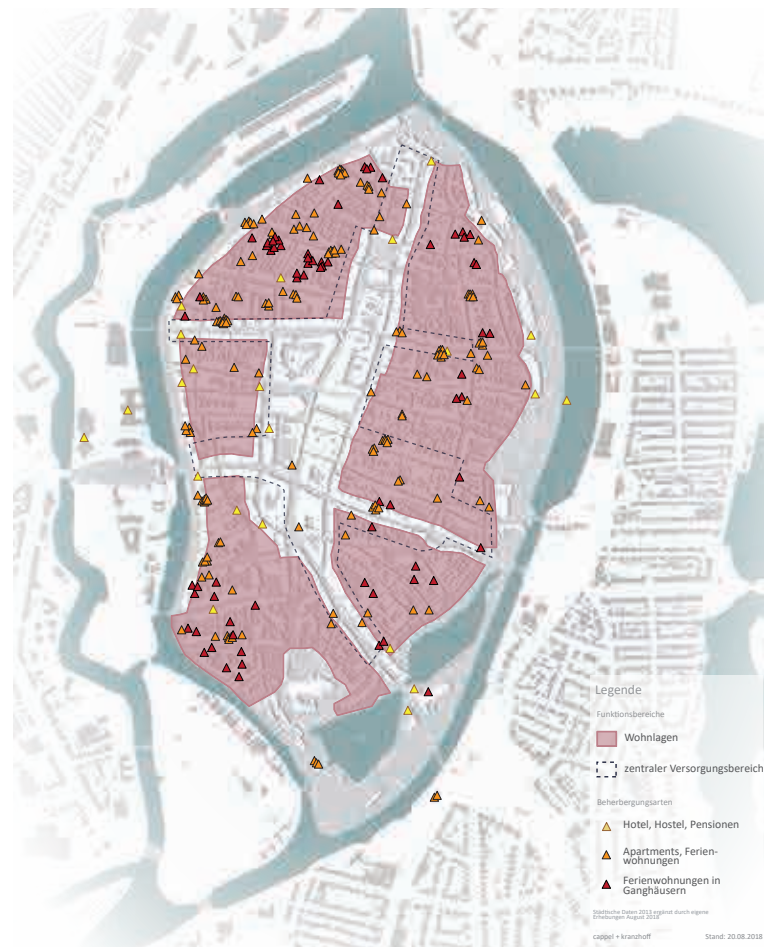 Legende
Funktionsbereiche
Wohnlagen
zentraler Versorgungsbereich
Beherbergungsarten
Hotel, Hostel, Pensionen
Apartments, Ferien-
wohnungen
Ferienwohnungen in
Ganghäusern
Städtische Daten 2013 ergänzt durch eigene
Erhebungen August 2018
cappel + kranzhoff
Stand: 20.08.2018